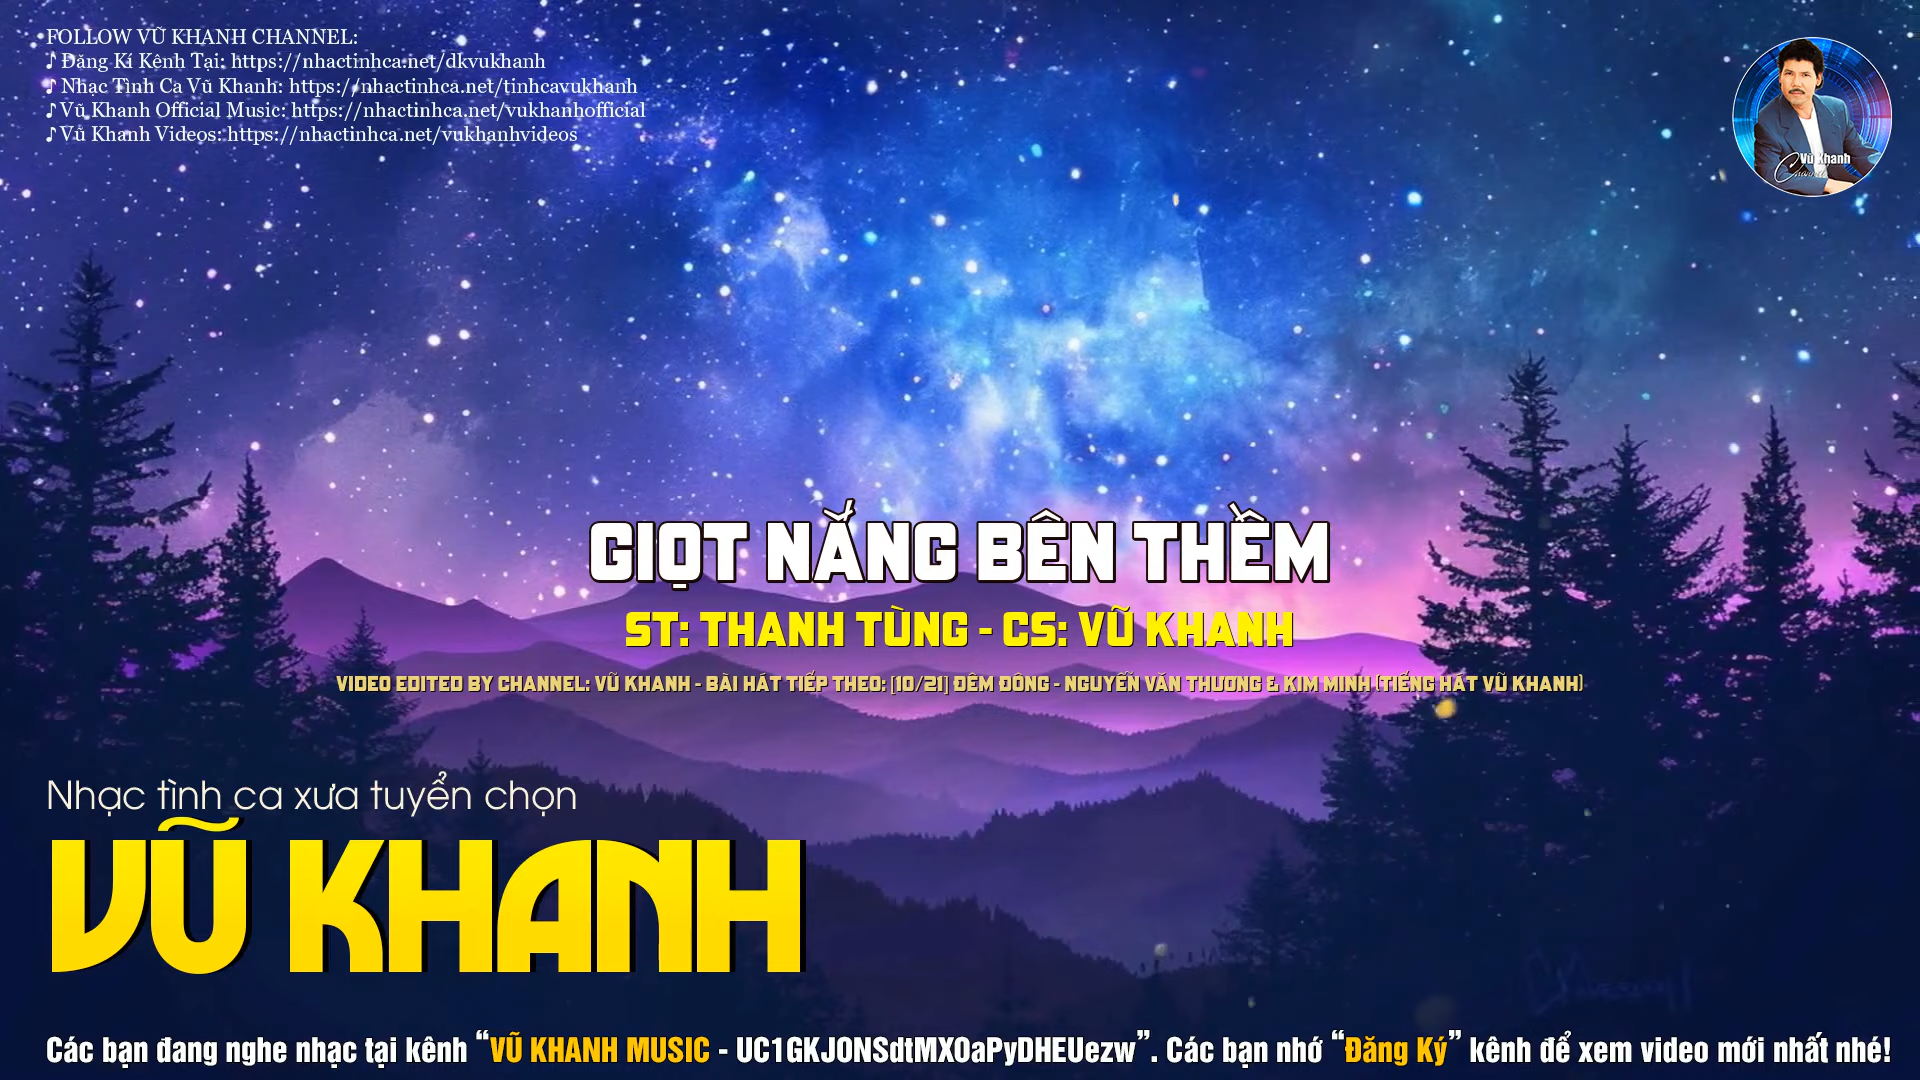 FOLLOW VŨ KHANH CHANNEL:
♪ Đăng Kí Kênh Tại: https://nhactinhca.net/dkvukhanh
♪ Nhạc Tình Ca Vũ Khanh: https://nhactinhca.net/tinhcavukhanh
♪ Vũ Khanh Official Music: https://nhactinhca.net/vukhanhofficial
♪ Vũ Khanh Videos: https://nhactinhca.net/vukhanhvideos
Vũ Khanh
Channel
GIỌT NẮNG BÊN THỀM
ST: THANH TÙNG - CS: VŨ KHANH
VIDEO EDITED BY CHANNEL: VŨ KHANH - BÀI HÁT TIẾP THEO: [10/21] ĐÊM ĐÔNG - NGUYỄN VĂN THƯƠNG & KIM MINH (TIẾNG HÁT VŨ KHANH)
Nhạc tình ca xưa tuyển chọn
VŨ KHANH
Các bạn đang nghe nhạc tại kênh “VŨ KHANH MUSIC - UC1GKJ0NSdtMX0aPyDHEUezw”. Các bạn nhớ “Đăng Ký” kênh để xem video mới nhất nhé!